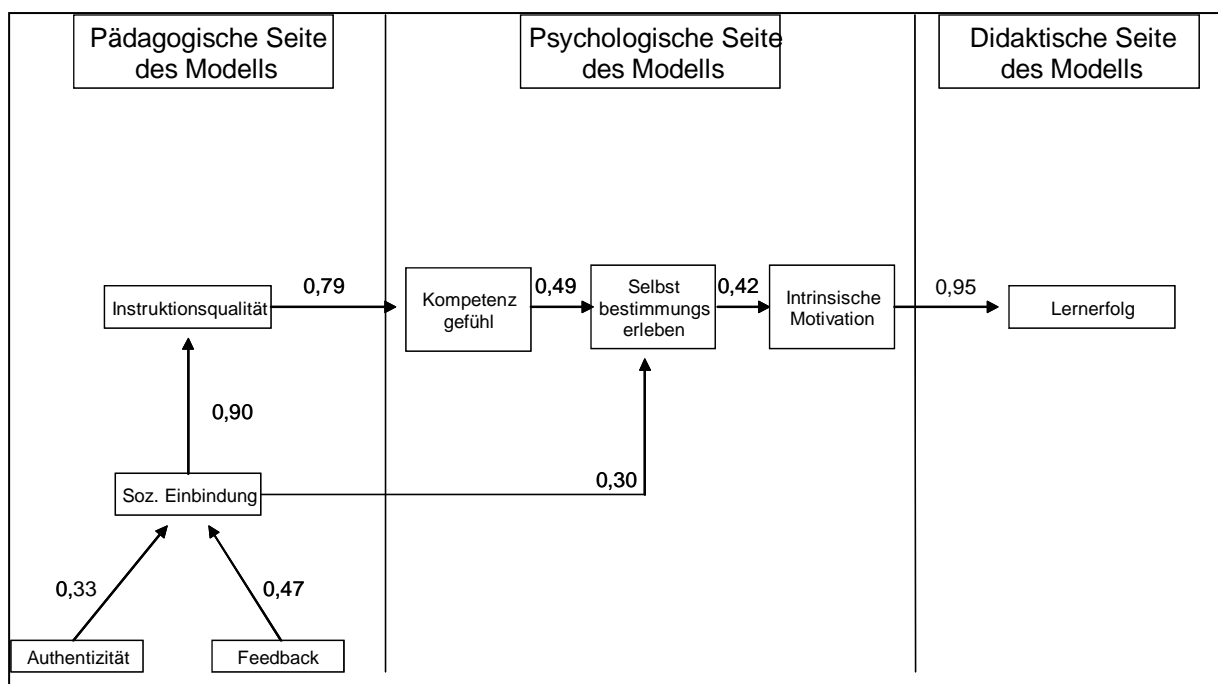 Pädagogische Seite
des Modells
Psychologische Seite
des Modells
Didaktische Seite
des Modells
0,79
0,49
0,42
0,95
Instruktionsqualität
Kompetenz
gefühl
Selbst
bestimmungs
erleben
Intrinsische
Motivation
Lernerfolg
0,90
0,30
Soz. Einbindung
0,33
0,47
Authentizität
Feedback